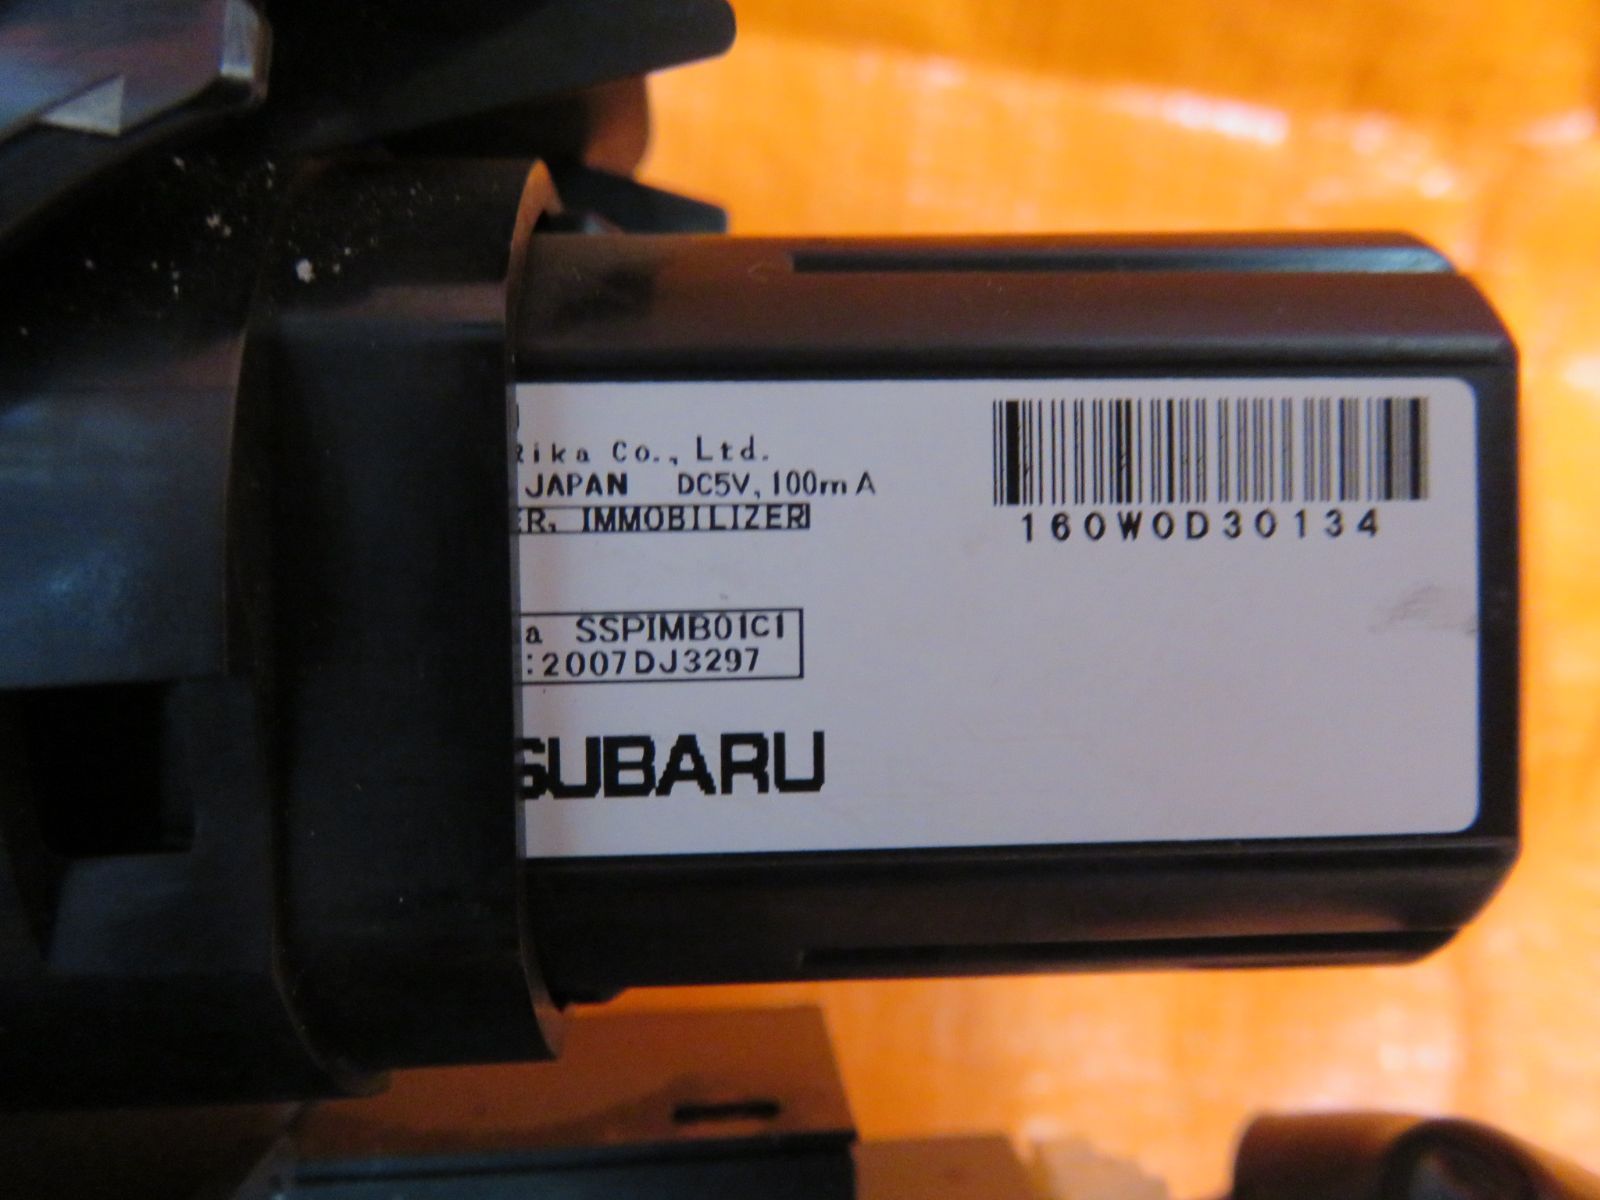 Rika Co., Ltd.
JAPAN DC5V, 100mA
ER, IMMOBILIZER
160W0D30134
a SSPIMB01C1
:2007DJ3297
SUBARU